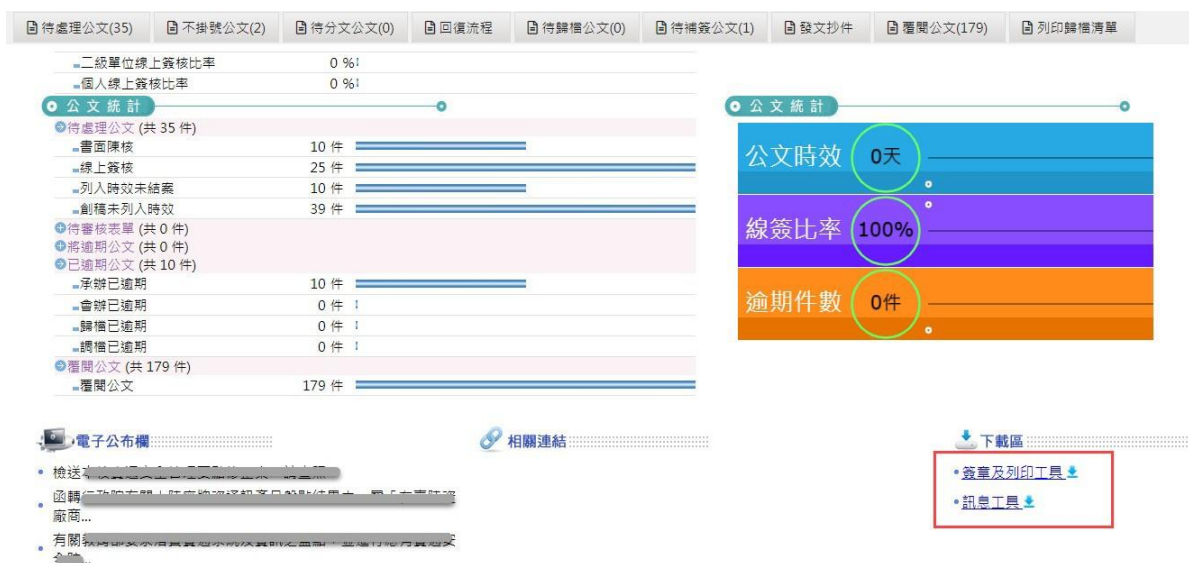 待處理公文(35) 不掛號公文(2) 待分文公文(0) 回復流程 待歸檔公文(0) 待補簽公文(1) 發文抄件 覆閱公文(179) 列印歸檔清單
二級單位線上簽核比率 0 %
個人線上簽核比率 0 %
公文統計
待處理公文 (共 35 件)
書面陳核 10 件
線上簽核 25 件
列入時效未結案 10 件
創稿未列入時效 39 件
待審核表單 (共 0 件)
將逾期公文 (共 0 件)
已逾期公文 (共 10 件)
承辦已逾期 10 件
會辦已逾期 0 件
歸檔已逾期 0 件
調檔已逾期 0 件
覆閱公文 (共 179 件)
覆閱公文 179 件
公文統計
公文時效 0天
線簽比率 100%
逾期件數 0件
電子公布欄
檢送
函轉
廠商...
有關
相關連結
下載區
簽章及列印工具
訊息工具